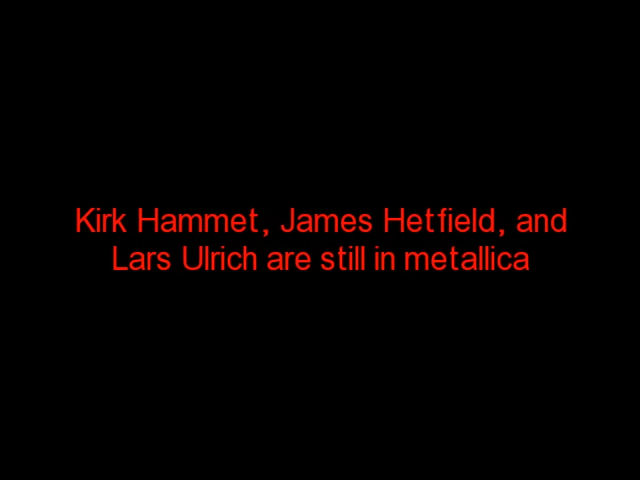 Kirk Hammet, James Hetfield, and
Lars Ulrich are still in metallica